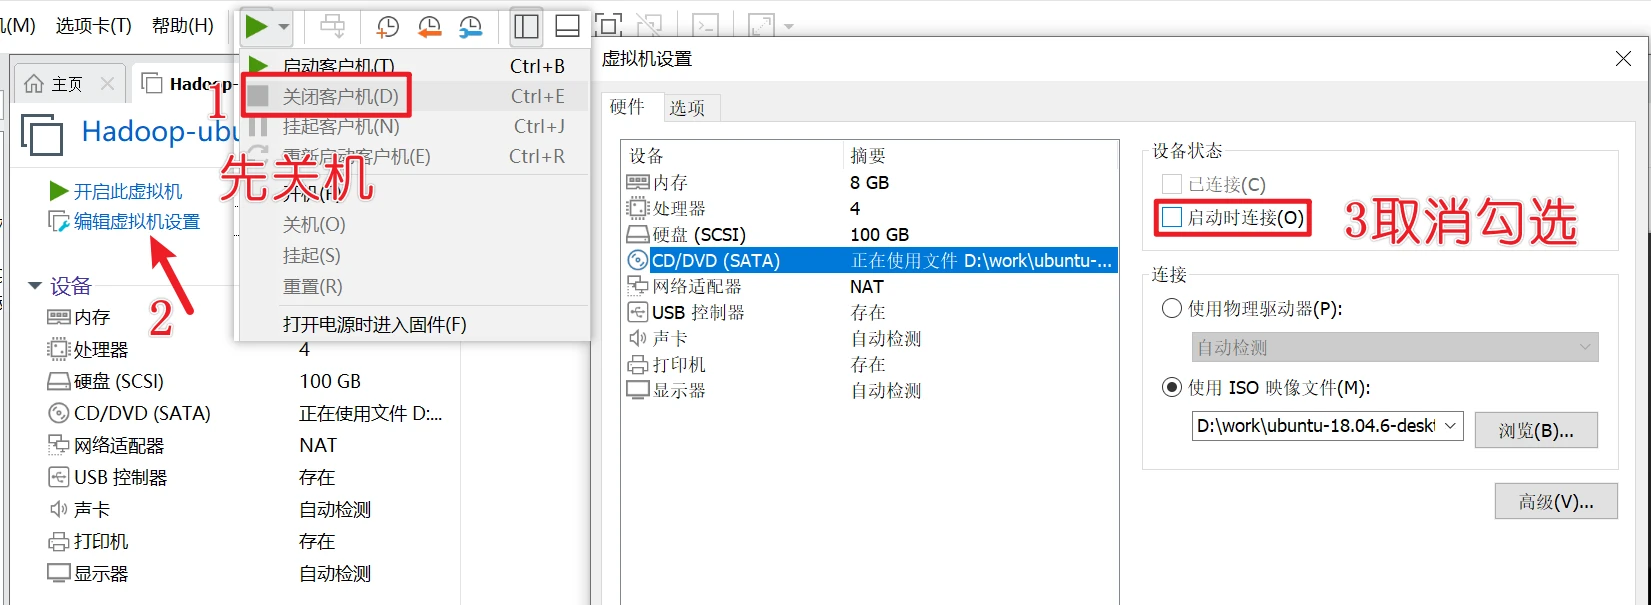 (M) 选项卡(T) 帮助(H)
主页
Hadoop-
Hadoop-ubu
开启此虚拟机
编辑虚拟机设置
设备
内存
处理器 4
硬盘 (SCSI) 100 GB
CD/DVD (SATA) 正在使用文件 D:...
网络适配器 NAT
USB 控制器 存在
声卡 自动检测
打印机 存在
显示器 自动检测
启动客户机(T) Ctrl+B
关闭客户机(D) Ctrl+E
挂起客户机(N) Ctrl+J
重新启动客户机(E) Ctrl+R
开机(P)
关机(O)
挂起(S)
重置(R)
打开电源时进入固件(F)
1
先关机
2
虚拟机设置
硬件 选项
设备 摘要
内存 8 GB
处理器 4
硬盘 (SCSI) 100 GB
CD/DVD (SATA) 正在使用文件 D:\work\ubuntu-...
网络适配器 NAT
USB 控制器 存在
声卡 自动检测
打印机 存在
显示器 自动检测
设备状态
已连接(C)
启动时连接(O)
3取消勾选
连接
使用物理驱动器(P):
自动检测
使用 ISO 映像文件(M):
D:\work\ubuntu-18.04.6-deskt
浏览(B)...
高级(V)...